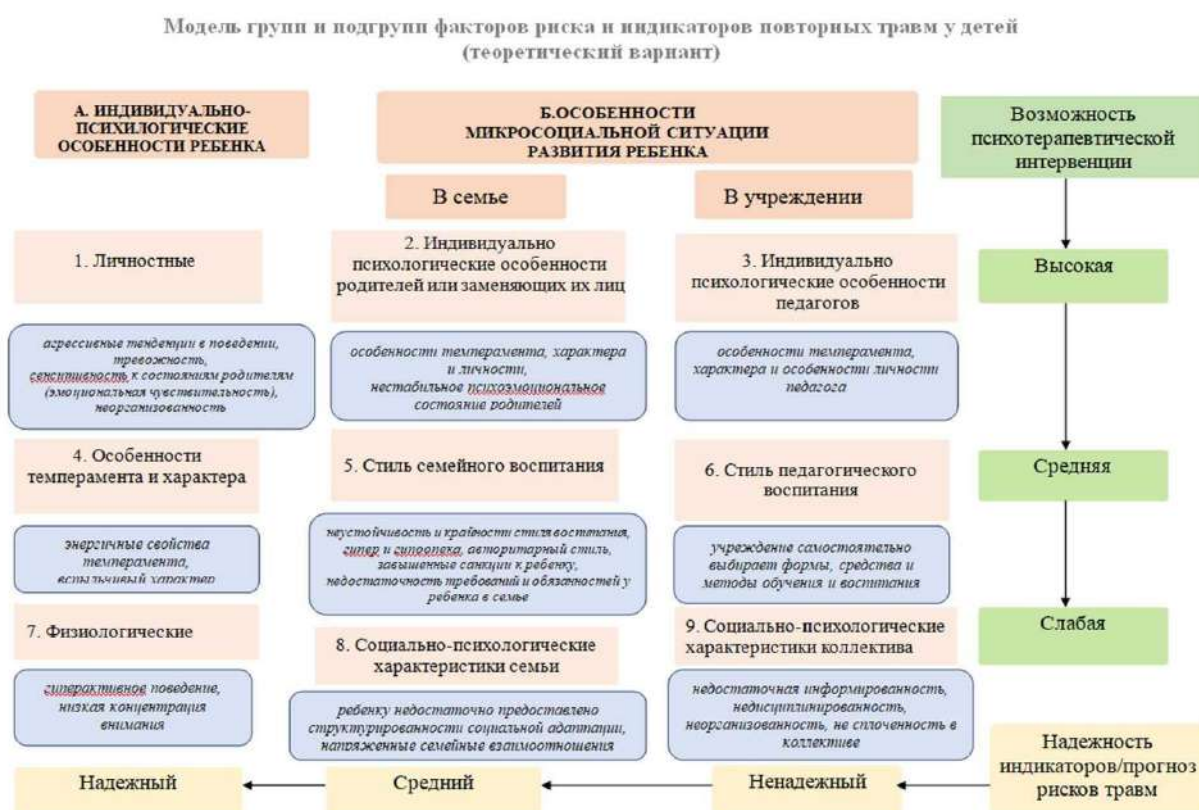 Модель групп и подгрупп факторов риска и индикаторов повторных травм у детей
(теоретический вариант)
А. ИНДИВИДУАЛЬНО-
ПСИХИЛОГИЧЕСКИЕ
ОСОБЕННОСТИ РЕБЕНКА
Б.ОСОБЕННОСТИ
МИКРОСОЦИАЛЬНОЙ СИТУАЦИИ
РАЗВИТИЯ РЕБЕНКА
Возможность
психотерапевтической
интервенции
В семье
В учреждении
1. Личностные
2. Индивидуально
психологические особенности
родителей или заменяющих их лиц
3. Индивидуально
психологические особенности
педагогов
Высокая
агрессивные тенденции в поведении,
тревожность,
сенситивность к состояниям родителям
(эмоциональная чувствительность),
неорганизованность
особенности темперамента, характера
и личности,
нестабильное психоэмоциональное
состояние родителей
особенности темперамента,
характера и особенности личности
педагога
4. Особенности
темперамента и характера
5. Стиль семейного воспитания
6. Стиль педагогического
воспитания
Средняя
энергичные свойства
темперамента,
вспыльчивый характер
неустойчивость и крайности стиля воспитания,
гипер и гипоопека, авторитарный стиль,
завышенные санкции к ребенку,
недостаточность требований и обязанностей у
ребенка в семье
учреждение самостоятельно
выбирает формы, средства и
методы обучения и воспитания
7. Физиологические
8. Социально-психологические
характеристики семьи
9. Социально-психологические
характеристики коллектива
Слабая
гиперактивное поведение,
низкая концентрация
внимания
ребенку недостаточно предоставлено
структурированности социальной адаптации,
напряженные семейные взаимоотношения
недостаточная информированность,
недисциплинированность,
неорганизованность, не сплоченность в
коллективе
Надежный
Средний
Ненадежный
Надежность
индикаторов/прогноз
рисков травм